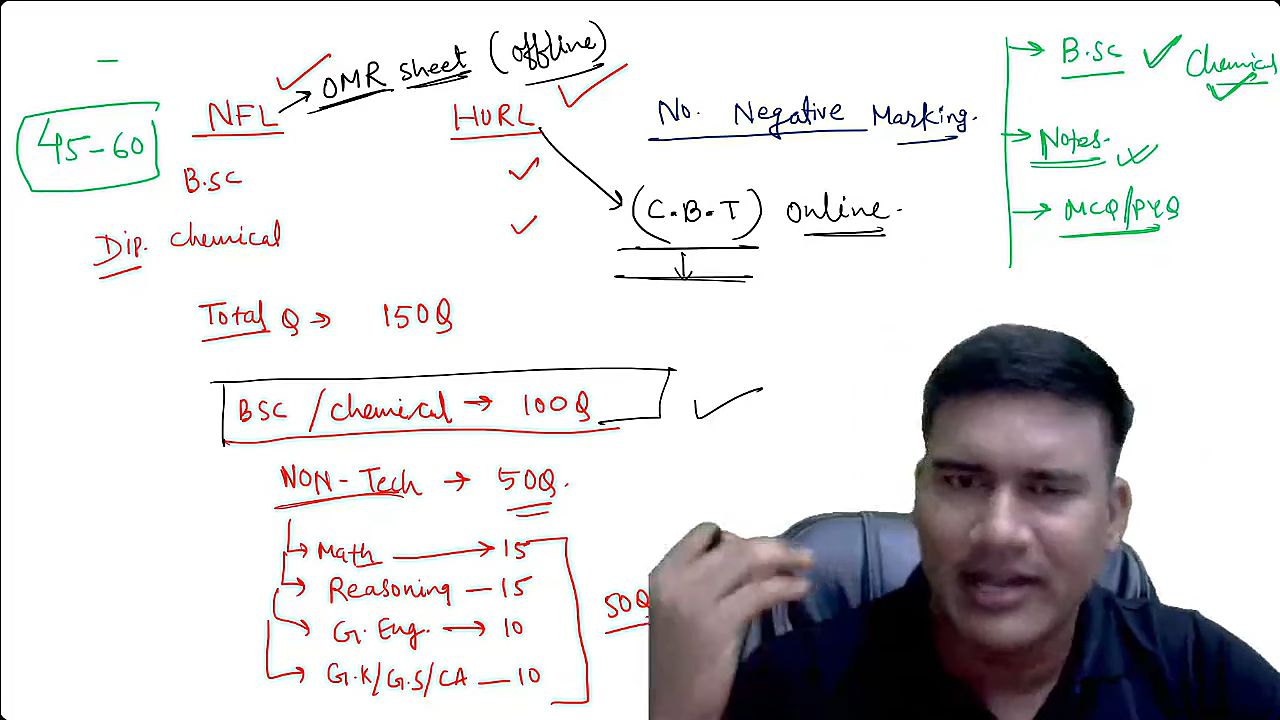 OMR sheet (offline)
NFL
HURL
No. Negative Marking.
45-60
B.sc
Dip. chemical
(C.B.T) online.
B.sc
Chemical
Notes.
MCQ/PYQ
Total Q → 150Q
BSC /chemical → 100Q
NON-Tech → 50Q.
Math → 15
Reasoning — 15
G. Eng. → 10
G.K/G.S/CA — 10
50Q